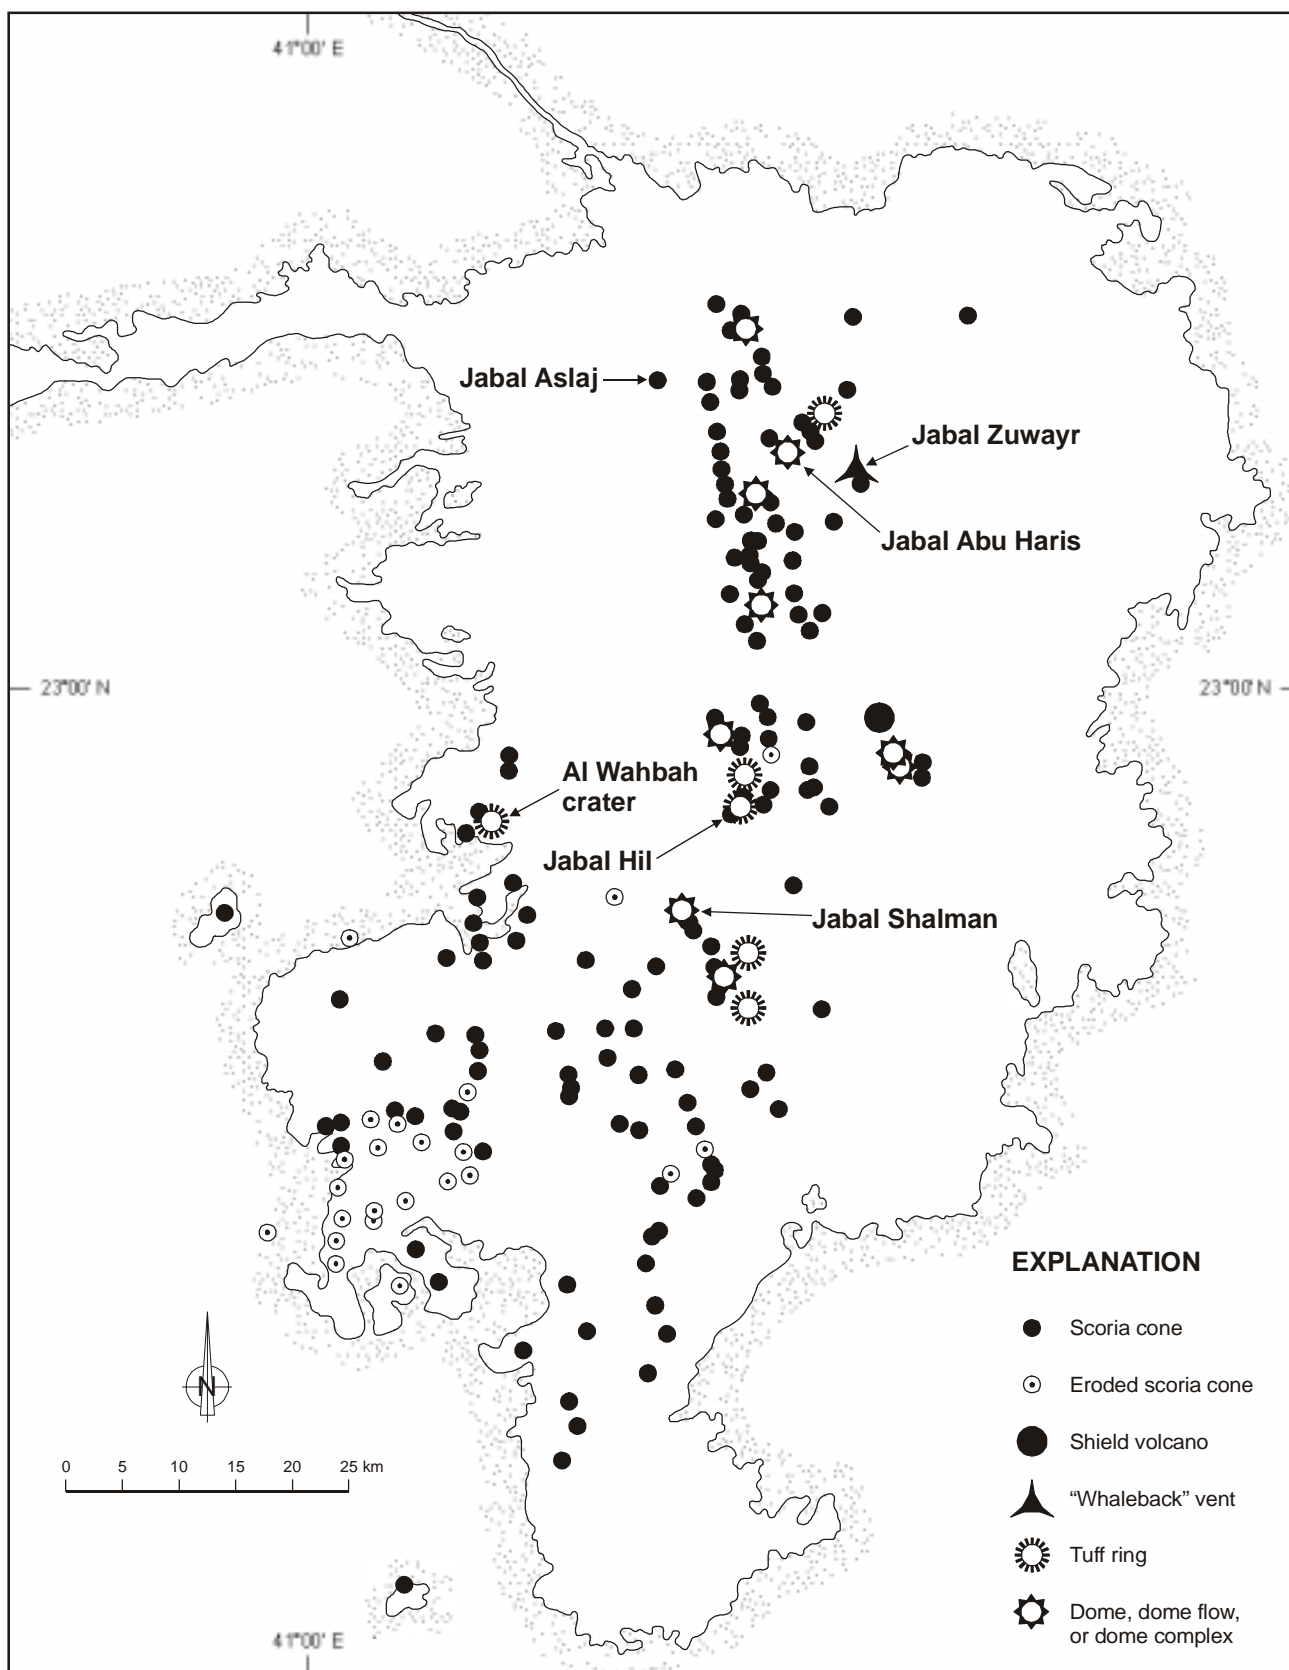 41°00' E
Jabal Aslaj
Jabal Zuwayr
Jabal Abu Haris
23°00' N
23°00' N
Al Wahbah
crater
Jabal Hil
Jabal Shalman
EXPLANATION
Scoria cone
Eroded scoria cone
Shield volcano
“Whaleback” vent
Tuff ring
Dome, dome flow,
or dome complex
N
0 5 10 15 20 25 km
41°00' E